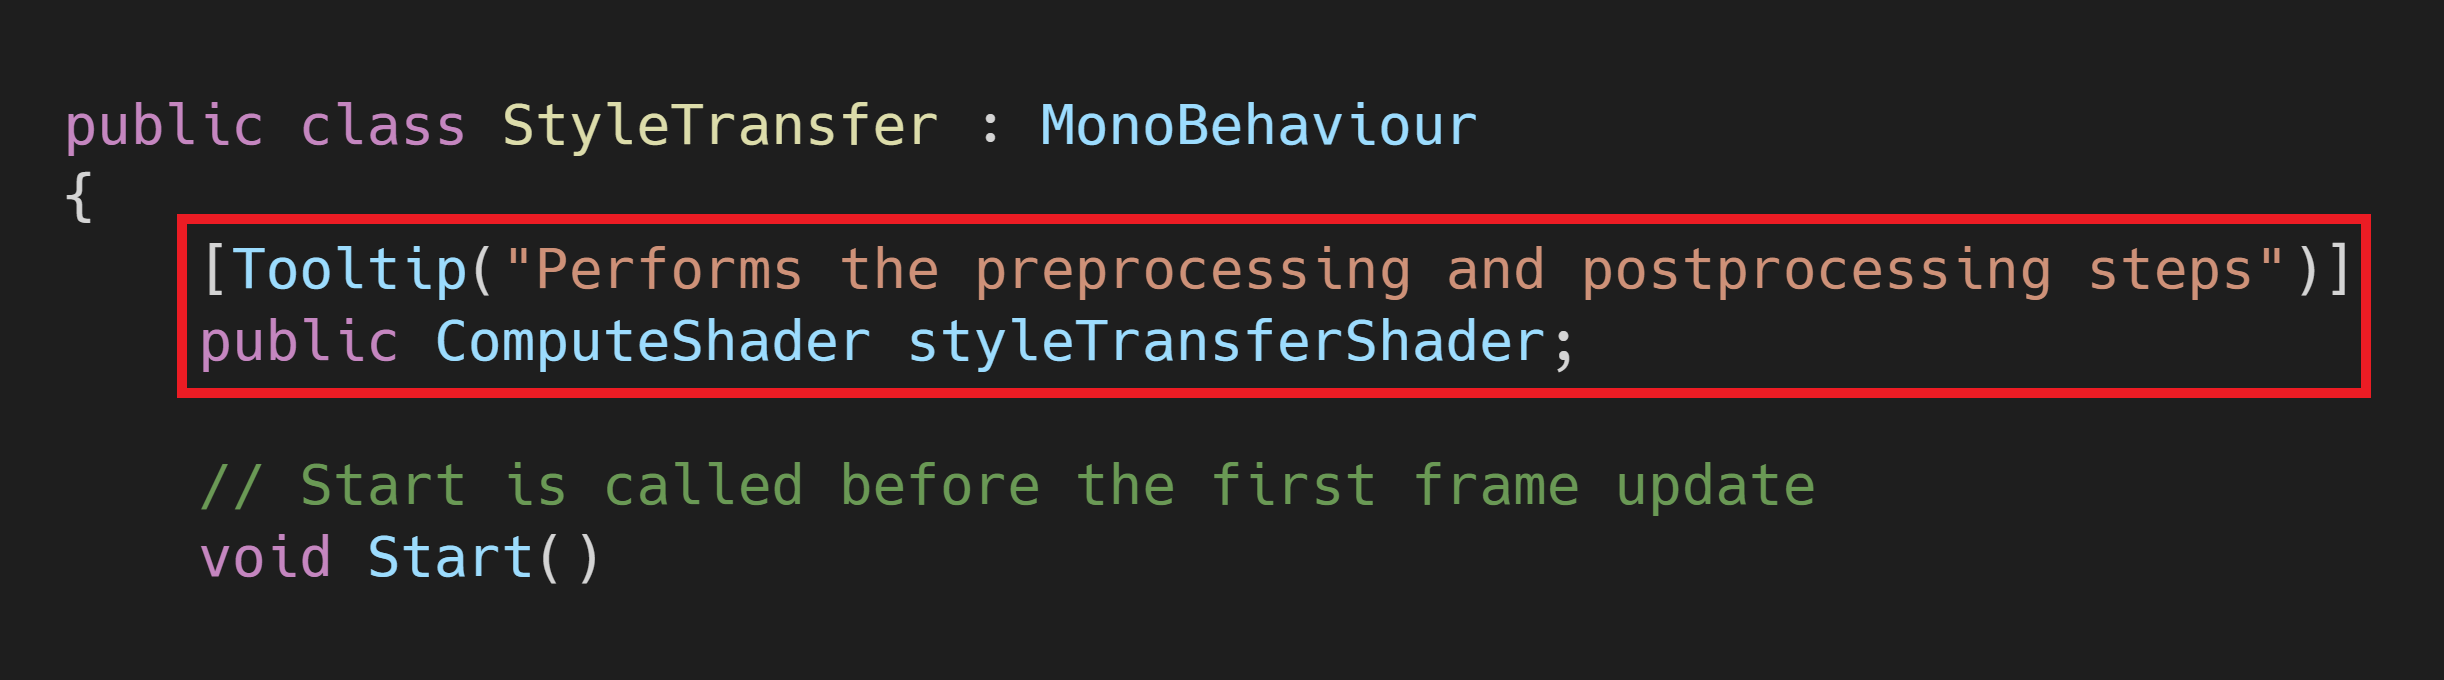 public class StyleTransfer : MonoBehaviour
{
    [Tooltip("Performs the preprocessing and postprocessing steps")]
    public ComputeShader styleTransferShader;
    // Start is called before the first frame update
    void Start()